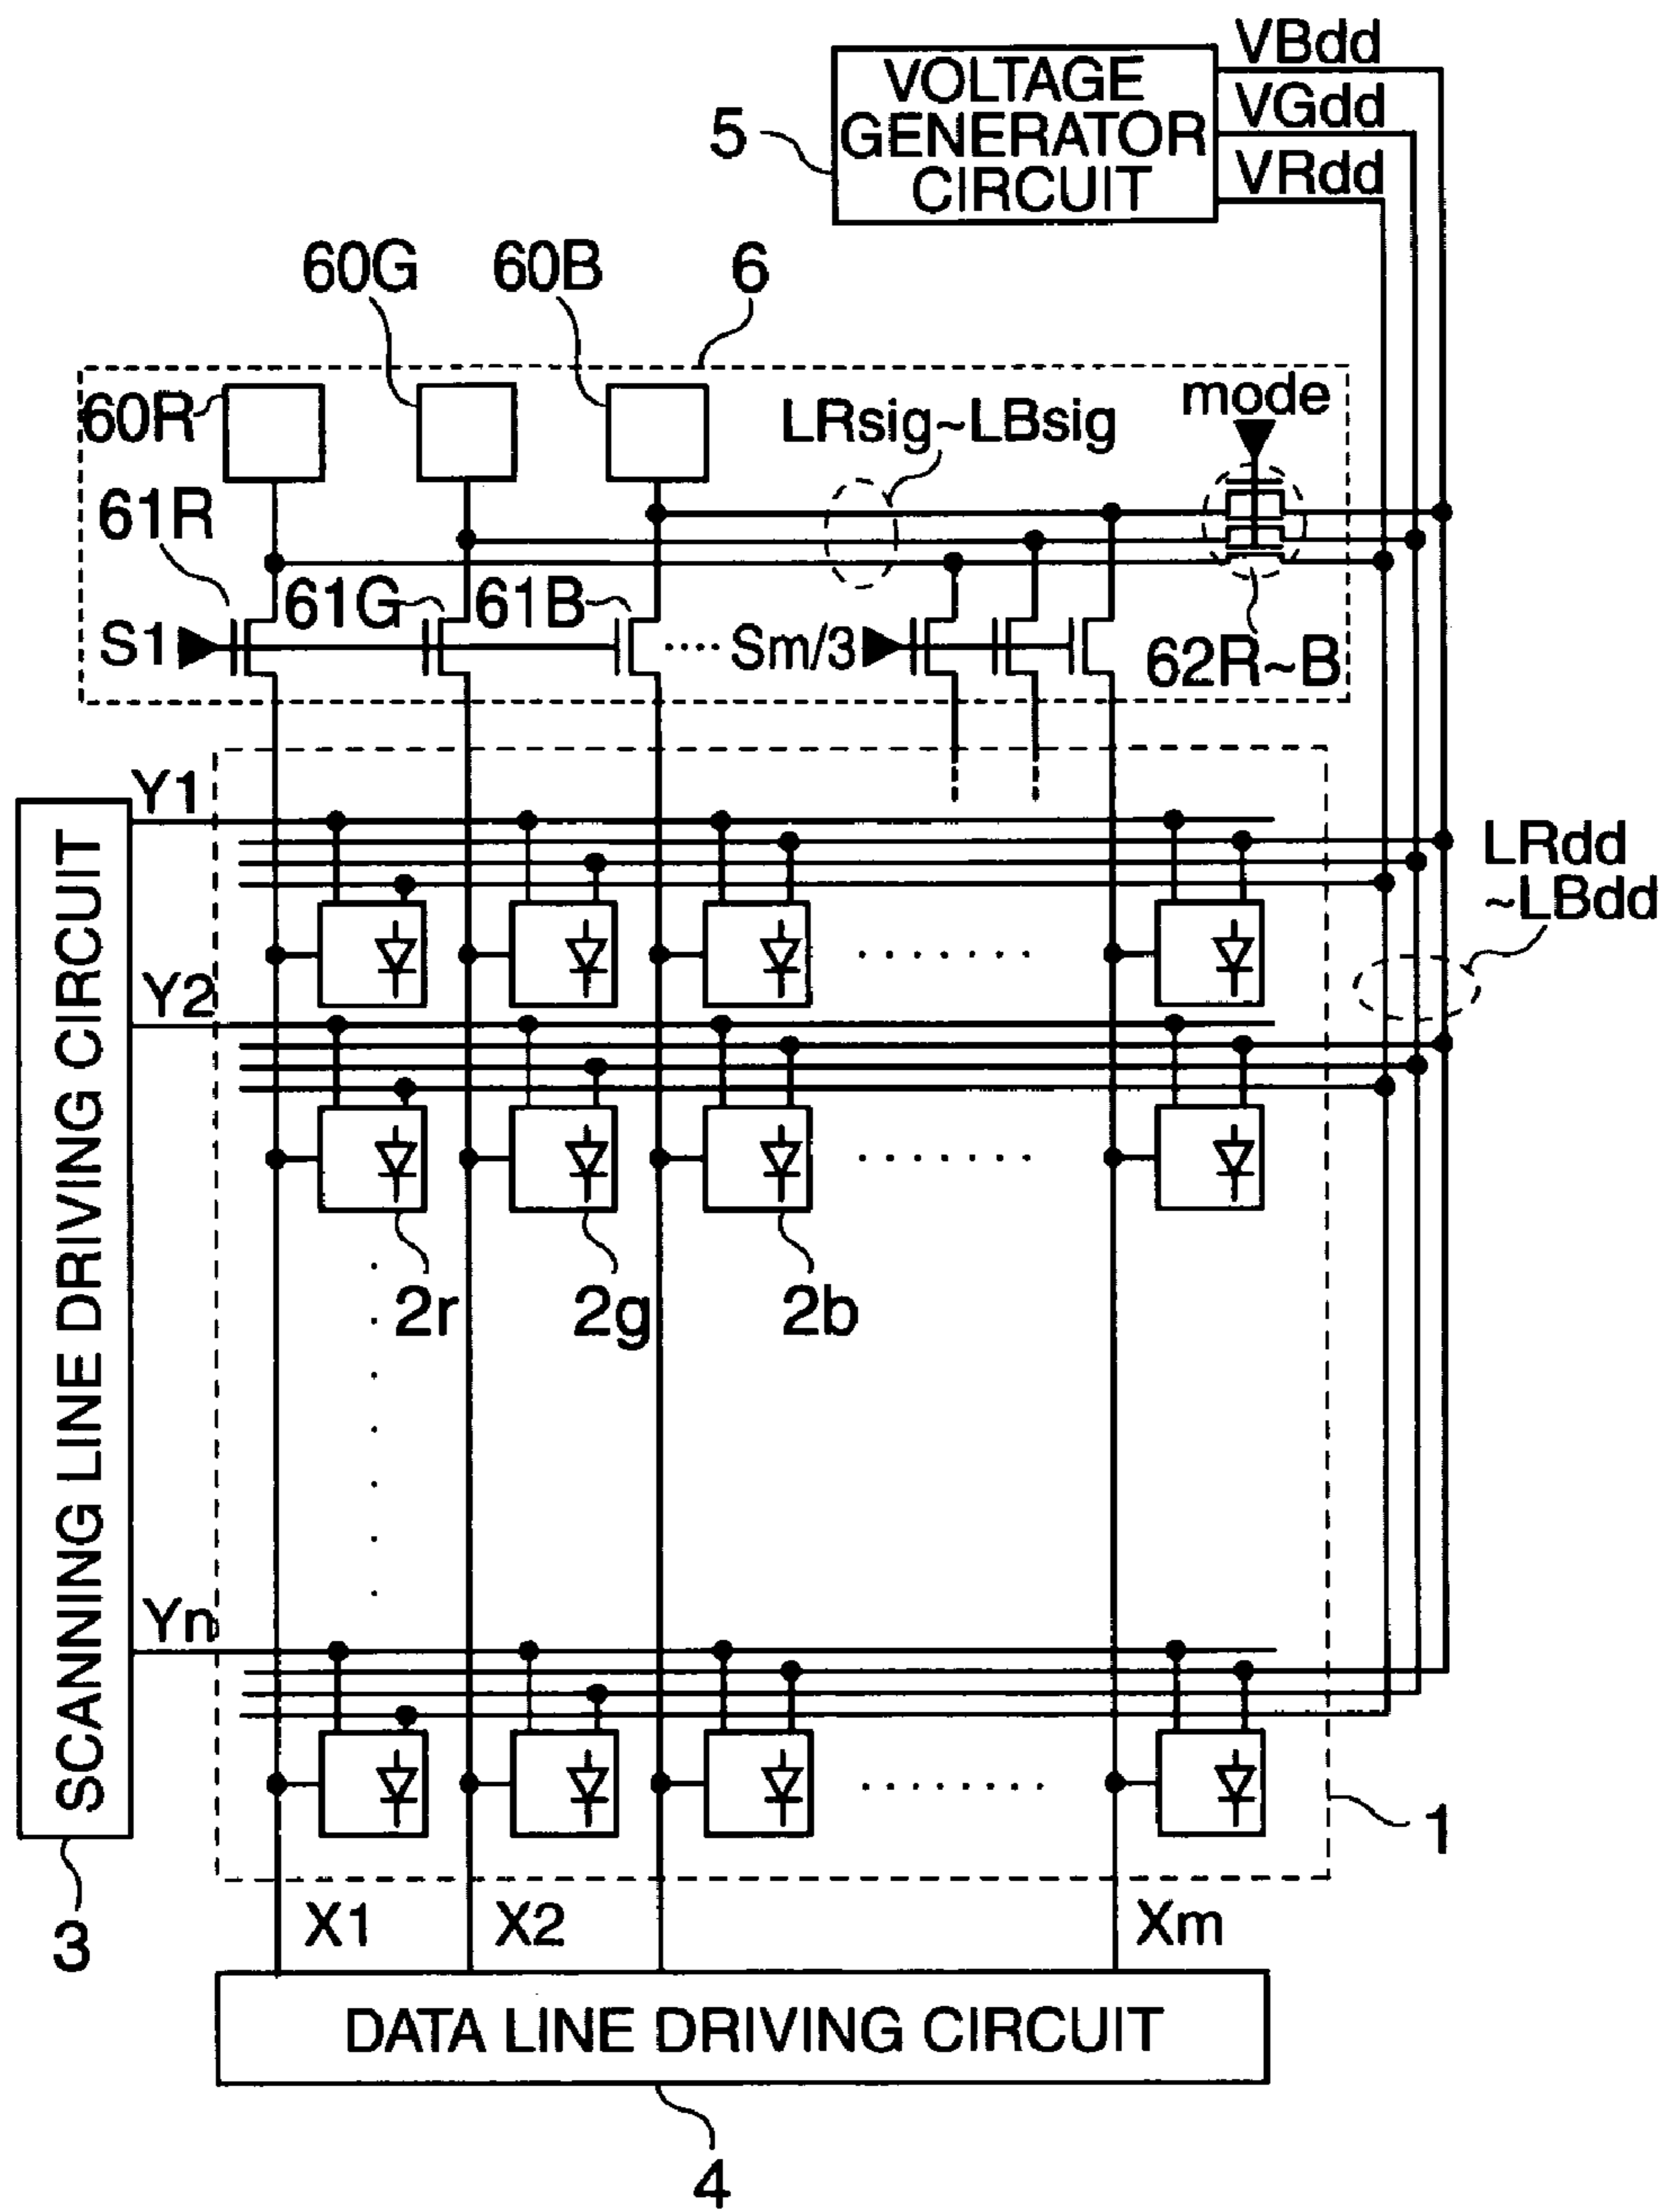 VBdd
VOLTAGE
GENERATOR
CIRCUIT
VGdd
VRdd
5
60G
60B
6
60R
LRsig~LBsig
mode
61R
61G
61B
S1
Sm/3
62R~B
Y1
LRdd
~LBdd
Y2
SCANNING LINE DRIVING CIRCUIT
2r
2g
2b
Yn
1
3
X1
X2
Xm
DATA LINE DRIVING CIRCUIT
4